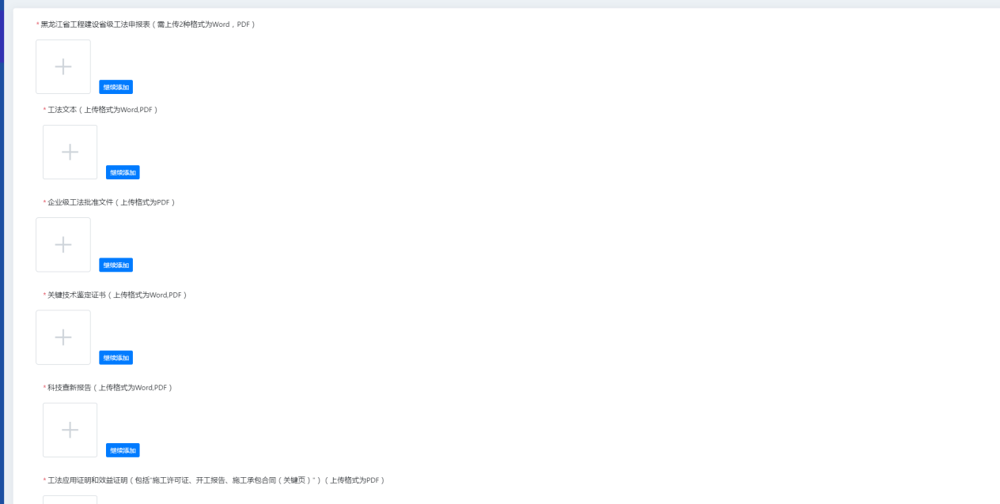 *黑龙江省工程建设省级工法申报表（需上传2种格式为Word，PDF）
继续添加
*工法文本（上传格式为Word,PDF）
继续添加
*企业级工法批准文件（上传格式为PDF）
继续添加
*关键技术鉴定证书（上传格式为Word,PDF）
继续添加
*科技查新报告（上传格式为Word,PDF）
继续添加
*工法应用证明和效益证明（包括“施工许可证、开工报告、施工承包合同（关键页）”）（上传格式为PDF）